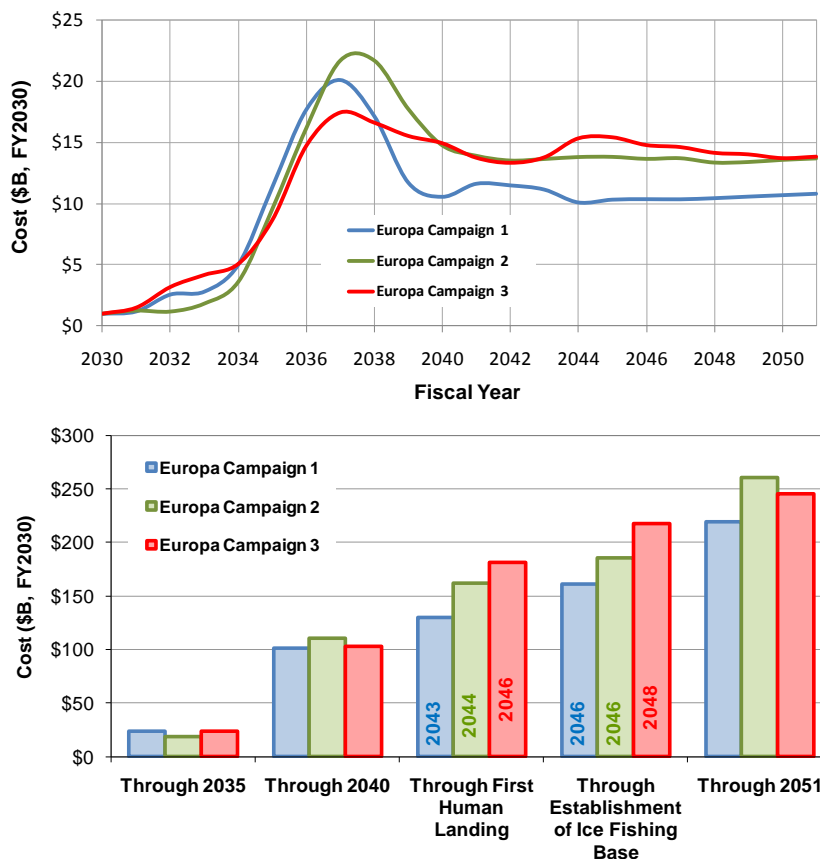 $25
$20
$15
$10
$5
$0
Cost ($B, FY2030)
Europa Campaign 1
Europa Campaign 2
Europa Campaign 3
2030 2032 2034 2036 2038 2040 2042 2044 2046 2048 2050
Fiscal Year
$300
$250
$200
$150
$100
$50
$0
Cost ($B, FY2030)
Europa Campaign 1
Europa Campaign 2
Europa Campaign 3
2043
2044
2046
2046
2046
2048
Through 2035
Through 2040
Through First
Human
Landing
Through
Establishment
of Ice Fishing
Base
Through 2051